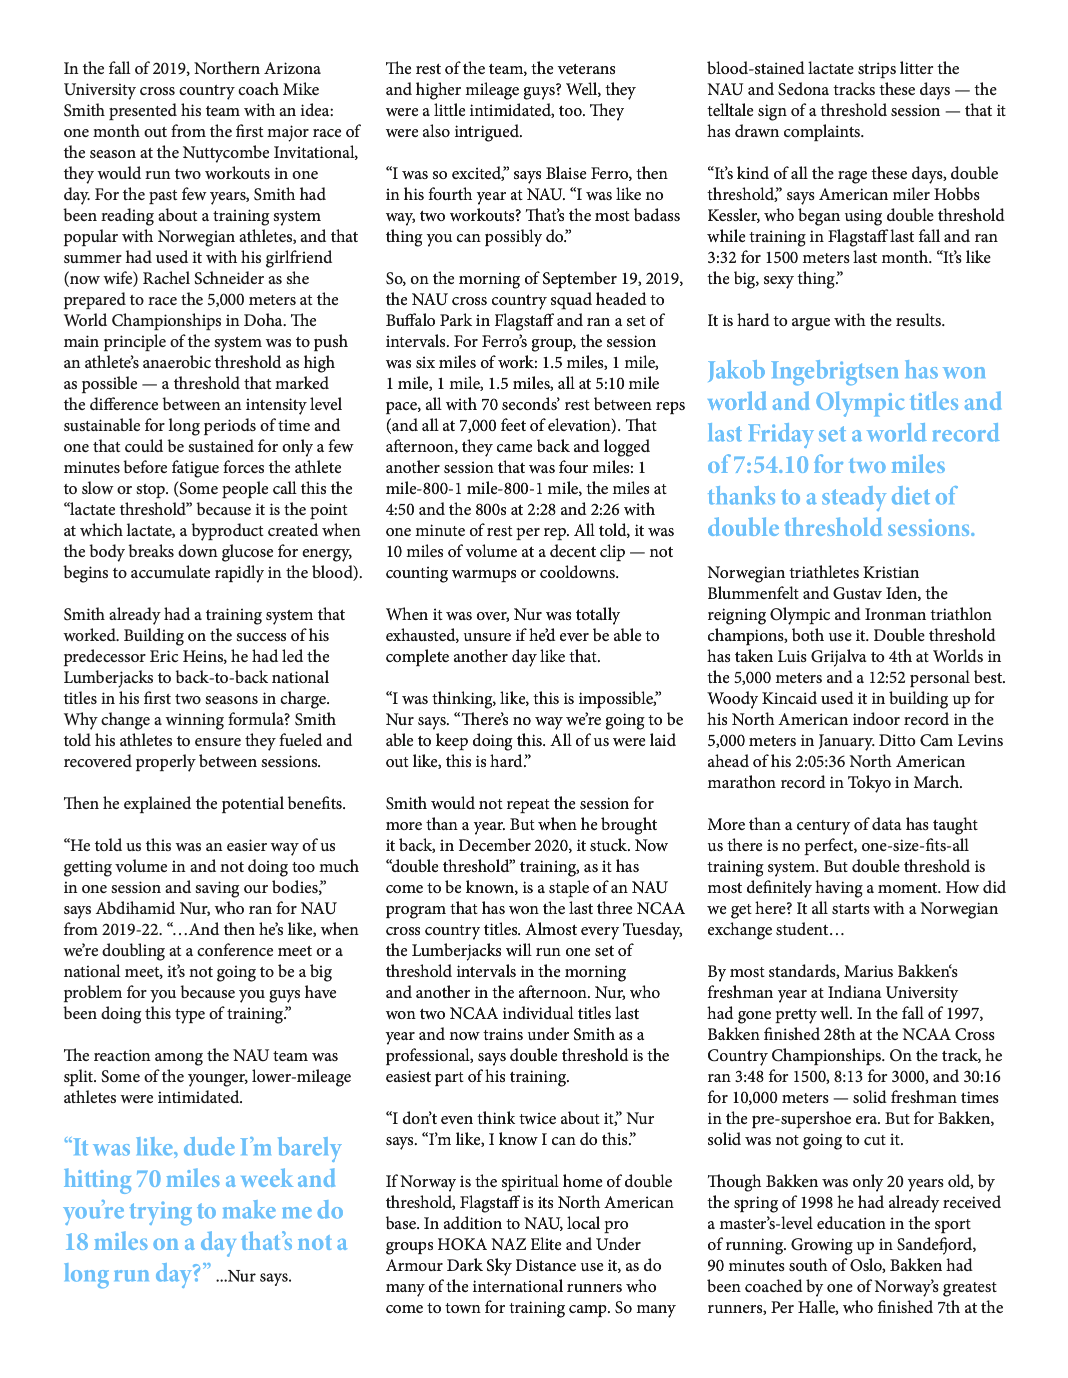 In the fall of 2019, Northern Arizona
University cross country coach Mike
Smith presented his team with an idea:
one month out from the first major race of
the season at the Nuttycombe Invitational,
they would run two workouts in one
day. For the past few years, Smith had
been reading about a training system
popular with Norwegian athletes, and that
summer had used it with his girlfriend
(now wife) Rachel Schneider as she
prepared to race the 5,000 meters at the
World Championships in Doha. The
main principle of the system was to push
an athlete’s anaerobic threshold as high
as possible — a threshold that marked
the difference between an intensity level
sustainable for long periods of time and
one that could be sustained for only a few
minutes before fatigue forces the athlete
to slow or stop. (Some people call this the
“lactate threshold” because it is the point
at which lactate, a byproduct created when
the body breaks down glucose for energy,
begins to accumulate rapidly in the blood).

Smith already had a training system that
worked. Building on the success of his
predecessor Eric Heins, he had led the
Lumberjacks to back-to-back national
titles in his first two seasons in charge.
Why change a winning formula? Smith
told his athletes to ensure they fueled and
recovered properly between sessions.

Then he explained the potential benefits.

“He told us this was an easier way of us
getting volume in and not doing too much
in one session and saving our bodies,”
says Abdihamid Nur, who ran for NAU
from 2019-22. “…And then he’s like, when
we’re doubling at a conference meet or a
national meet, it’s not going to be a big
problem for you because you guys have
been doing this type of training.”

The reaction among the NAU team was
split. Some of the younger, lower-mileage
athletes were intimidated.

“It was like, dude I’m barely
hitting 70 miles a week and
you’re trying to make me do
18 miles on a day that’s not a
long run day?” ...Nur says.

The rest of the team, the veterans
and higher mileage guys? Well, they
were a little intimidated, too. They
were also intrigued.

“I was so excited,” says Blaise Ferro, then
in his fourth year at NAU. “I was like no
way, two workouts? That’s the most badass
thing you can possibly do.”

So, on the morning of September 19, 2019,
the NAU cross country squad headed to
Buffalo Park in Flagstaff and ran a set of
intervals. For Ferro’s group, the session
was six miles of work: 1.5 miles, 1 mile,
1 mile, 1 mile, 1.5 miles, all at 5:10 mile
pace, all with 70 seconds’ rest between reps
(and all at 7,000 feet of elevation). That
afternoon, they came back and logged
another session that was four miles: 1
mile-800-1 mile-800-1 mile, the miles at
4:50 and the 800s at 2:28 and 2:26 with
one minute of rest per rep. All told, it was
10 miles of volume at a decent clip — not
counting warmups or cooldowns.

When it was over, Nur was totally
exhausted, unsure if he’d ever be able to
complete another day like that.

“I was thinking, like, this is impossible,”
Nur says. “There’s no way we’re going to be
able to keep doing this. All of us were laid
out like, this is hard.”

Smith would not repeat the session for
more than a year. But when he brought
it back, in December 2020, it stuck. Now
“double threshold” training, as it has
come to be known, is a staple of an NAU
program that has won the last three NCAA
cross country titles. Almost every Tuesday,
the Lumberjacks will run one set of
threshold intervals in the morning
and another in the afternoon. Nur, who
won two NCAA individual titles last
year and now trains under Smith as a
professional, says double threshold is the
easiest part of his training.

“I don’t even think twice about it,” Nur
says. “I’m like, I know I can do this.”

If Norway is the spiritual home of double
threshold, Flagstaff is its North American
base. In addition to NAU, local pro
groups HOKA NAZ Elite and Under
Armour Dark Sky Distance use it, as do
many of the international runners who
come to town for training camp. So many

blood-stained lactate strips litter the
NAU and Sedona tracks these days — the
telltale sign of a threshold session — that it
has drawn complaints.

“It’s kind of all the rage these days, double
threshold,” says American miler Hobbs
Kessler, who began using double threshold
while training in Flagstaff last fall and ran
3:32 for 1500 meters last month. “It’s like
the big, sexy thing.”

It is hard to argue with the results.

Jakob Ingebrigtsen has won
world and Olympic titles and
last Friday set a world record
of 7:54.10 for two miles
thanks to a steady diet of
double threshold sessions.

Norwegian triathletes Kristian
Blummenfelt and Gustav Iden, the
reigning Olympic and Ironman triathlon
champions, both use it. Double threshold
has taken Luis Grijalva to 4th at Worlds in
the 5,000 meters and a 12:52 personal best.
Woody Kincaid used it in building up for
his North American indoor record in the
5,000 meters in January. Ditto Cam Levins
ahead of his 2:05:36 North American
marathon record in Tokyo in March.

More than a century of data has taught
us there is no perfect, one-size-fits-all
training system. But double threshold is
most definitely having a moment. How did
we get here? It all starts with a Norwegian
exchange student…

By most standards, Marius Bakken‘s
freshman year at Indiana University
had gone pretty well. In the fall of 1997,
Bakken finished 28th at the NCAA Cross
Country Championships. On the track, he
ran 3:48 for 1500, 8:13 for 3000, and 30:16
for 10,000 meters — solid freshman times
in the pre-supershoe era. But for Bakken,
solid was not going to cut it.

Though Bakken was only 20 years old, by
the spring of 1998 he had already received
a master’s-level education in the sport
of running. Growing up in Sandefjord,
90 minutes south of Oslo, Bakken had
been coached by one of Norway’s greatest
runners, Per Halle, who finished 7th at the